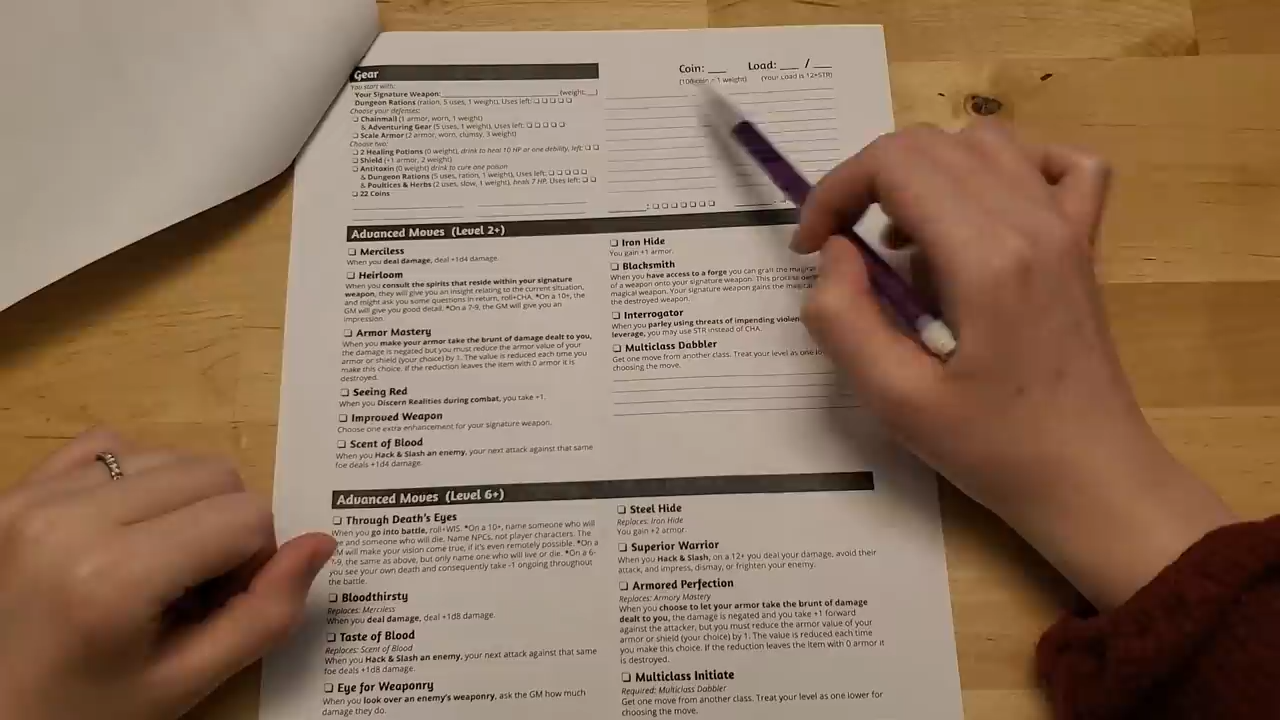 Gear
You start with:
Your Signature Weapon: (weight: )
Dungeon Rations (ration, 5 uses, 1 weight), Uses left:
Choose your defenses:
Chainmail (1 armor, worn, 1 weight)
& Adventuring Gear (5 uses, 1 weight), Uses left:
Scale Armor (2 armor, worn, clumsy, 3 weight)
Choose two:
2 Healing Potions (0 weight), drink to heal 10 HP or one debility, left:
Shield (+1 armor, 2 weight)
Antitoxin (0 weight) drink to cure one poison
& Dungeon Rations (5 uses, ration, 1 weight), Uses left:
& Poultices & Herbs (2 uses, slow, 1 weight), heals 7 HP, Uses left:
22 Coins
Coin: ___ Load: ___ / ___
(100 coin = 1 weight) (Your Load is 12+STR)
Advanced Moves (Level 2+)
Merciless
When you deal damage, deal +1d4 damage.
Heirloom
When you consult the spirits that reside within your signature
weapon, they will give you an insight relating to the current situation,
and might ask you some questions in return, roll+CHA. *On a 10+, the
GM will give you good detail. *On a 7-9, the GM will give you an
impression.
Armor Mastery
When you make your armor take the brunt of damage dealt to you,
the damage is negated but you must reduce the armor value of your
armor or shield (your choice) by 1. The value is reduced each time you
make this choice. If the reduction leaves the item with 0 armor it is
destroyed.
Seeing Red
When you Discern Realities during combat, you take +1.
Improved Weapon
Choose one extra enhancement for your signature weapon.
Scent of Blood
When you Hack & Slash an enemy, your next attack against that same
foe deals +1d4 damage.
Iron Hide
You gain +1 armor.
Blacksmith
When you have access to a forge you can graft the magical
of a weapon onto your signature weapon. This process
magical weapon. Your signature weapon gains the magical
the destroyed weapon.
Interrogator
When you parley using threats of impending
leverage, you may use STR instead of CHA.
Multiclass Dabbler
Get one move from another class. Treat your level as one
choosing the move.
Advanced Moves (Level 6+)
Through Death's Eyes
When you go into battle, roll+WIS. *On a 10+, name someone who will
and someone who will die. Name NPCs, not player characters. The
will make your vision come true, if it's even remotely possible. *On a
7-9, the same as above, but only name one who will live or die. *On a 6-
you see your own death and consequently take -1 ongoing throughout
the battle.
Bloodthirsty
Replaces: Merciless
When you deal damage, deal +1d8 damage.
Taste of Blood
Replaces: Scent of Blood
When you Hack & Slash an enemy, your next attack against that same
foe deals +1d8 damage.
Eye for Weaponry
When you look over an enemy's weaponry, ask the GM how much
damage they do.
Steel Hide
Replaces: Iron Hide
You gain +2 armor.
Superior Warrior
When you Hack & Slash, on a 12+ you deal your damage, avoid their
attack, and impress, dismay, or frighten your enemy.
Armored Perfection
Replaces: Armory Mastery
When you choose to let your armor take the brunt of damage
dealt to you, the damage is negated and you take +1 forward
against the attacker, but you must reduce the armor value of your
armor or shield (your choice) by 1. The value is reduced each time
you make this choice. If the reduction leaves the item with 0 armor it
is destroyed.
Multiclass Initiate
Required: Multiclass Dabbler
Get one move from another class. Treat your level as one lower for
choosing the move.